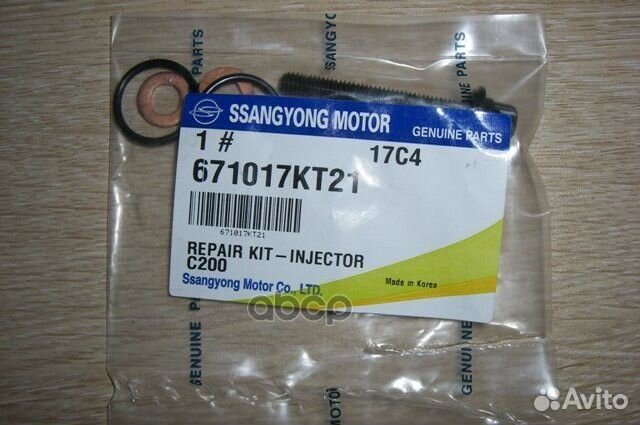 GENUINE PARTS
SSANGYONG MOTOR
GENUINE PARTS
1 #
17C4
671017KT21
671017KT21
REPAIR KIT - INJECTOR
C200
Made in Korea
Ssangyong Motor Co., LTD.
abcp
GENUINE PARTS
GENUINE
Avito